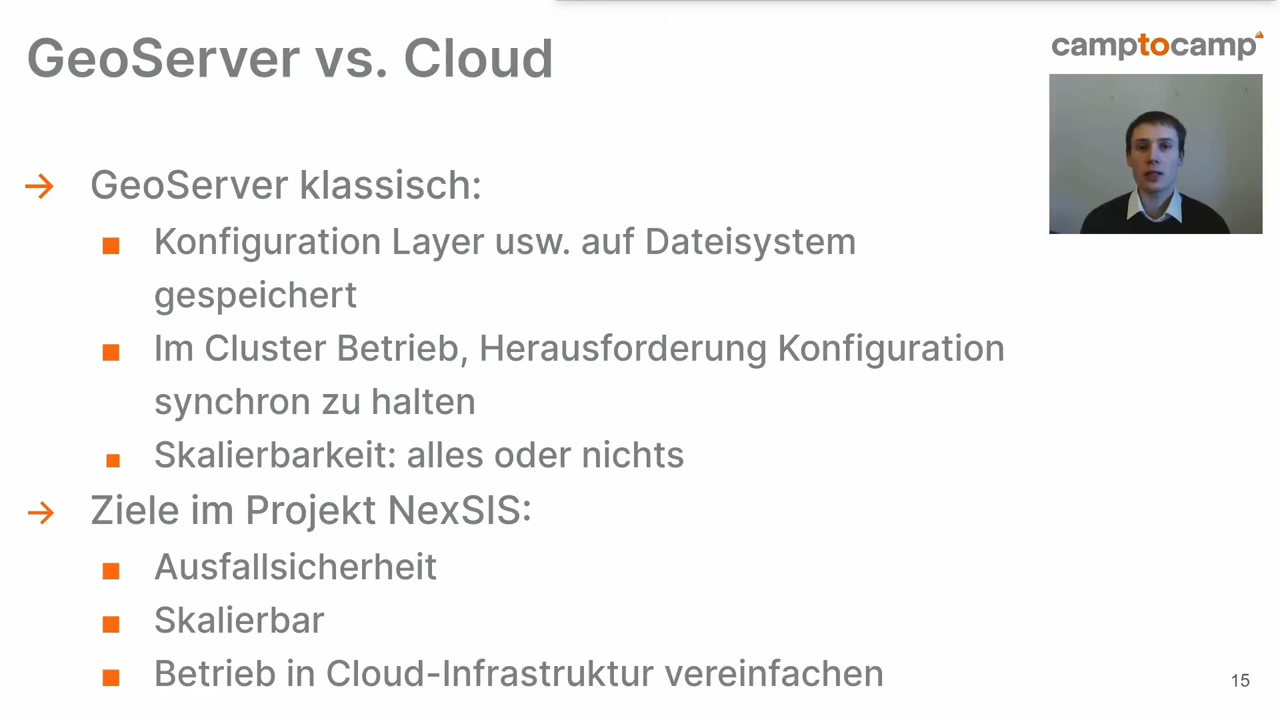 GeoServer vs. Cloud
camptocamp
→ GeoServer klassisch:
■ Konfiguration Layer usw. auf Dateisystem
gespeichert
■ Im Cluster Betrieb, Herausforderung Konfiguration
synchron zu halten
■ Skalierbarkeit: alles oder nichts
→ Ziele im Projekt NexSIS:
■ Ausfallsicherheit
■ Skalierbar
■ Betrieb in Cloud-Infrastruktur vereinfachen
15